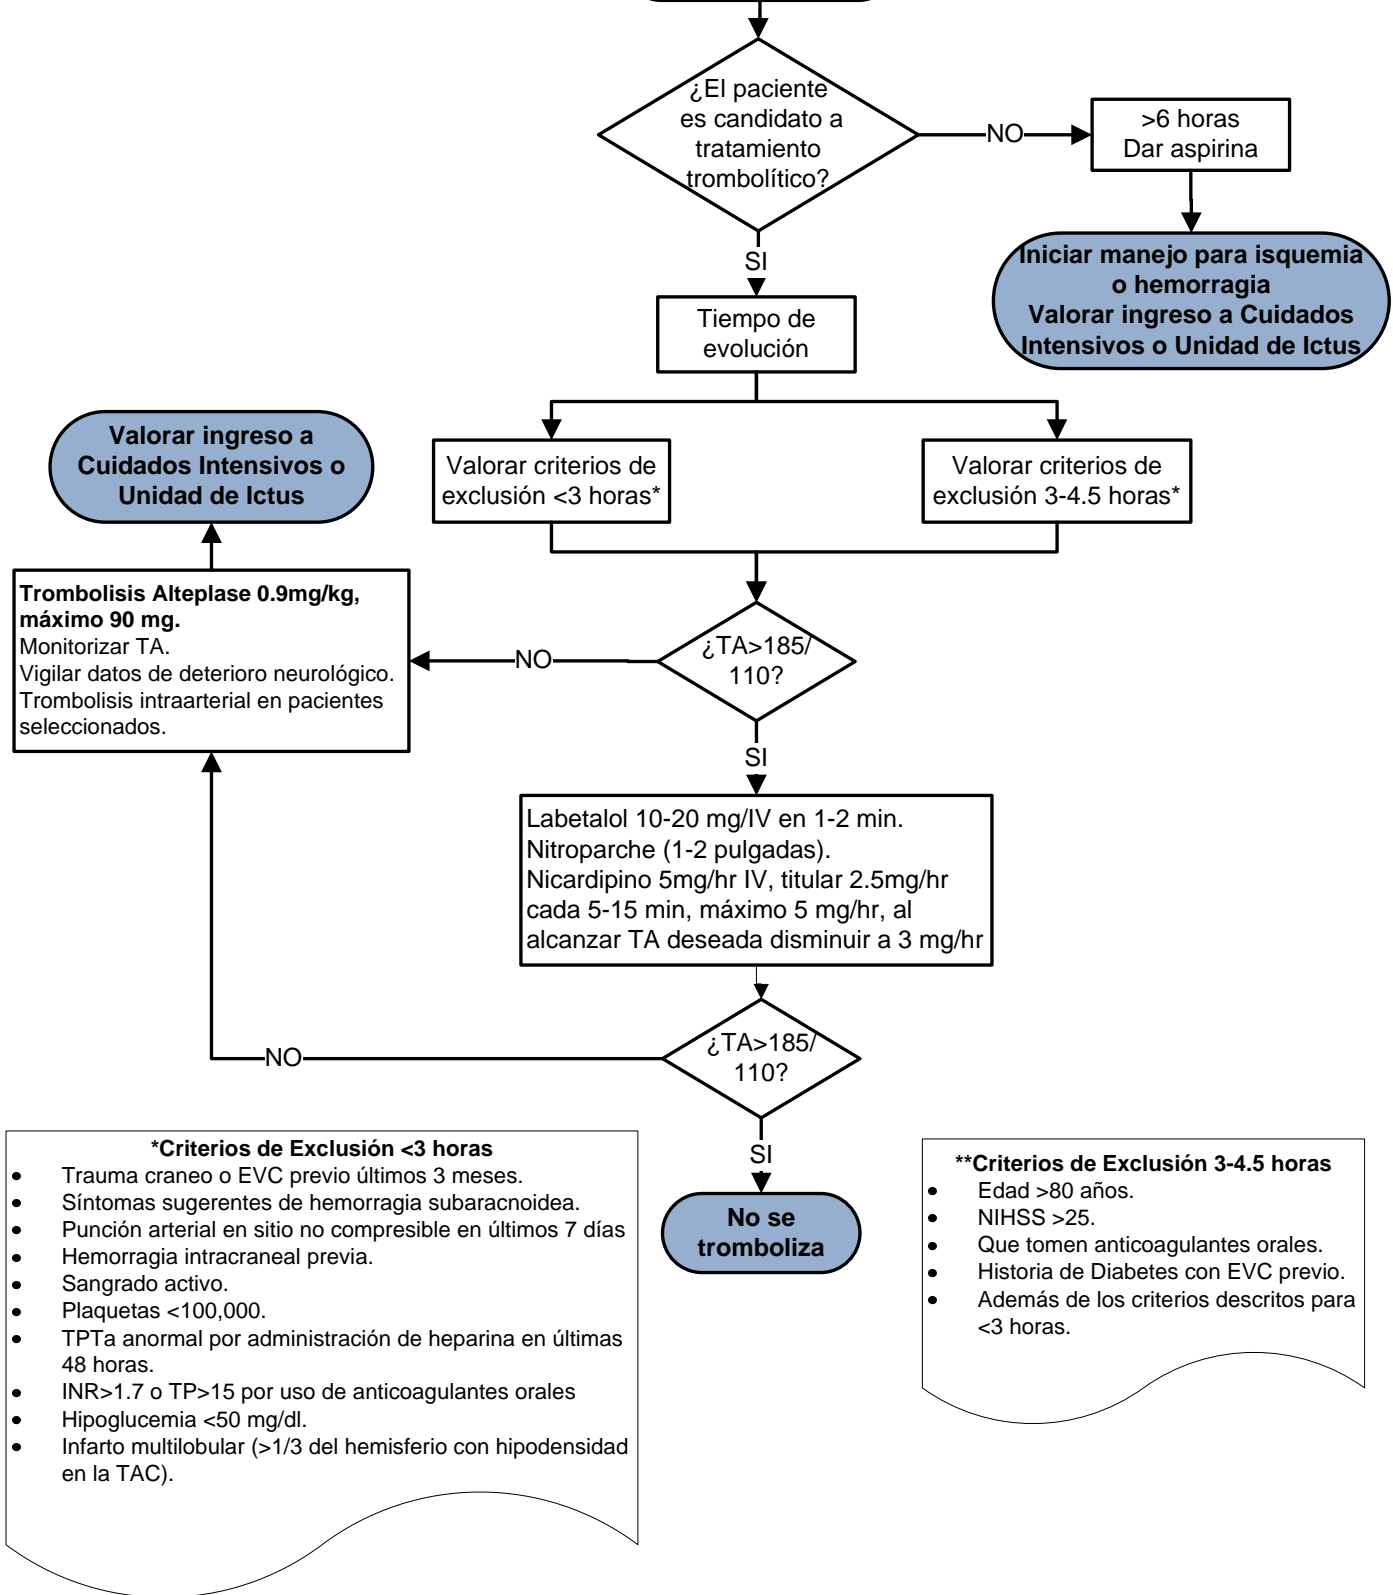 ¿El paciente
es candidato a
tratamiento
trombolítico?
NO
>6 horas
Dar aspirina
SI
Iniciar manejo para isquemia
o hemorragia
Valorar ingreso a Cuidados
Intensivos o Unidad de Ictus
Tiempo de
evolución
Valorar ingreso a
Cuidados Intensivos o
Unidad de Ictus
Valorar criterios de
exclusión <3 horas*
Valorar criterios de
exclusión 3-4.5 horas*
Trombolisis Alteplase 0.9mg/kg,
máximo 90 mg.
Monitorizar TA.
Vigilar datos de deterioro neurológico.
Trombolisis intraarterial en pacientes
seleccionados.
NO
¿TA>185/
110?
SI
Labetalol 10-20 mg/IV en 1-2 min.
Nitroparche (1-2 pulgadas).
Nicardipino 5mg/hr IV, titular 2.5mg/hr
cada 5-15 min, máximo 5 mg/hr, al
alcanzar TA deseada disminuir a 3 mg/hr
NO
¿TA>185/
110?
SI
No se
tromboliza
*Criterios de Exclusión <3 horas
• Trauma craneo o EVC previo últimos 3 meses.
• Síntomas sugerentes de hemorragia subaracnoidea.
• Punción arterial en sitio no compresible en últimos 7 días
• Hemorragia intracraneal previa.
• Sangrado activo.
• Plaquetas <100,000.
• TPTa anormal por administración de heparina en últimas
48 horas.
• INR>1.7 o TP>15 por uso de anticoagulantes orales
• Hipoglucemia <50 mg/dl.
• Infarto multilobular (>1/3 del hemisferio con hipodensidad
en la TAC).
**Criterios de Exclusión 3-4.5 horas
• Edad >80 años.
• NIHSS >25.
• Que tomen anticoagulantes orales.
• Historia de Diabetes con EVC previo.
• Además de los criterios descritos para
<3 horas.